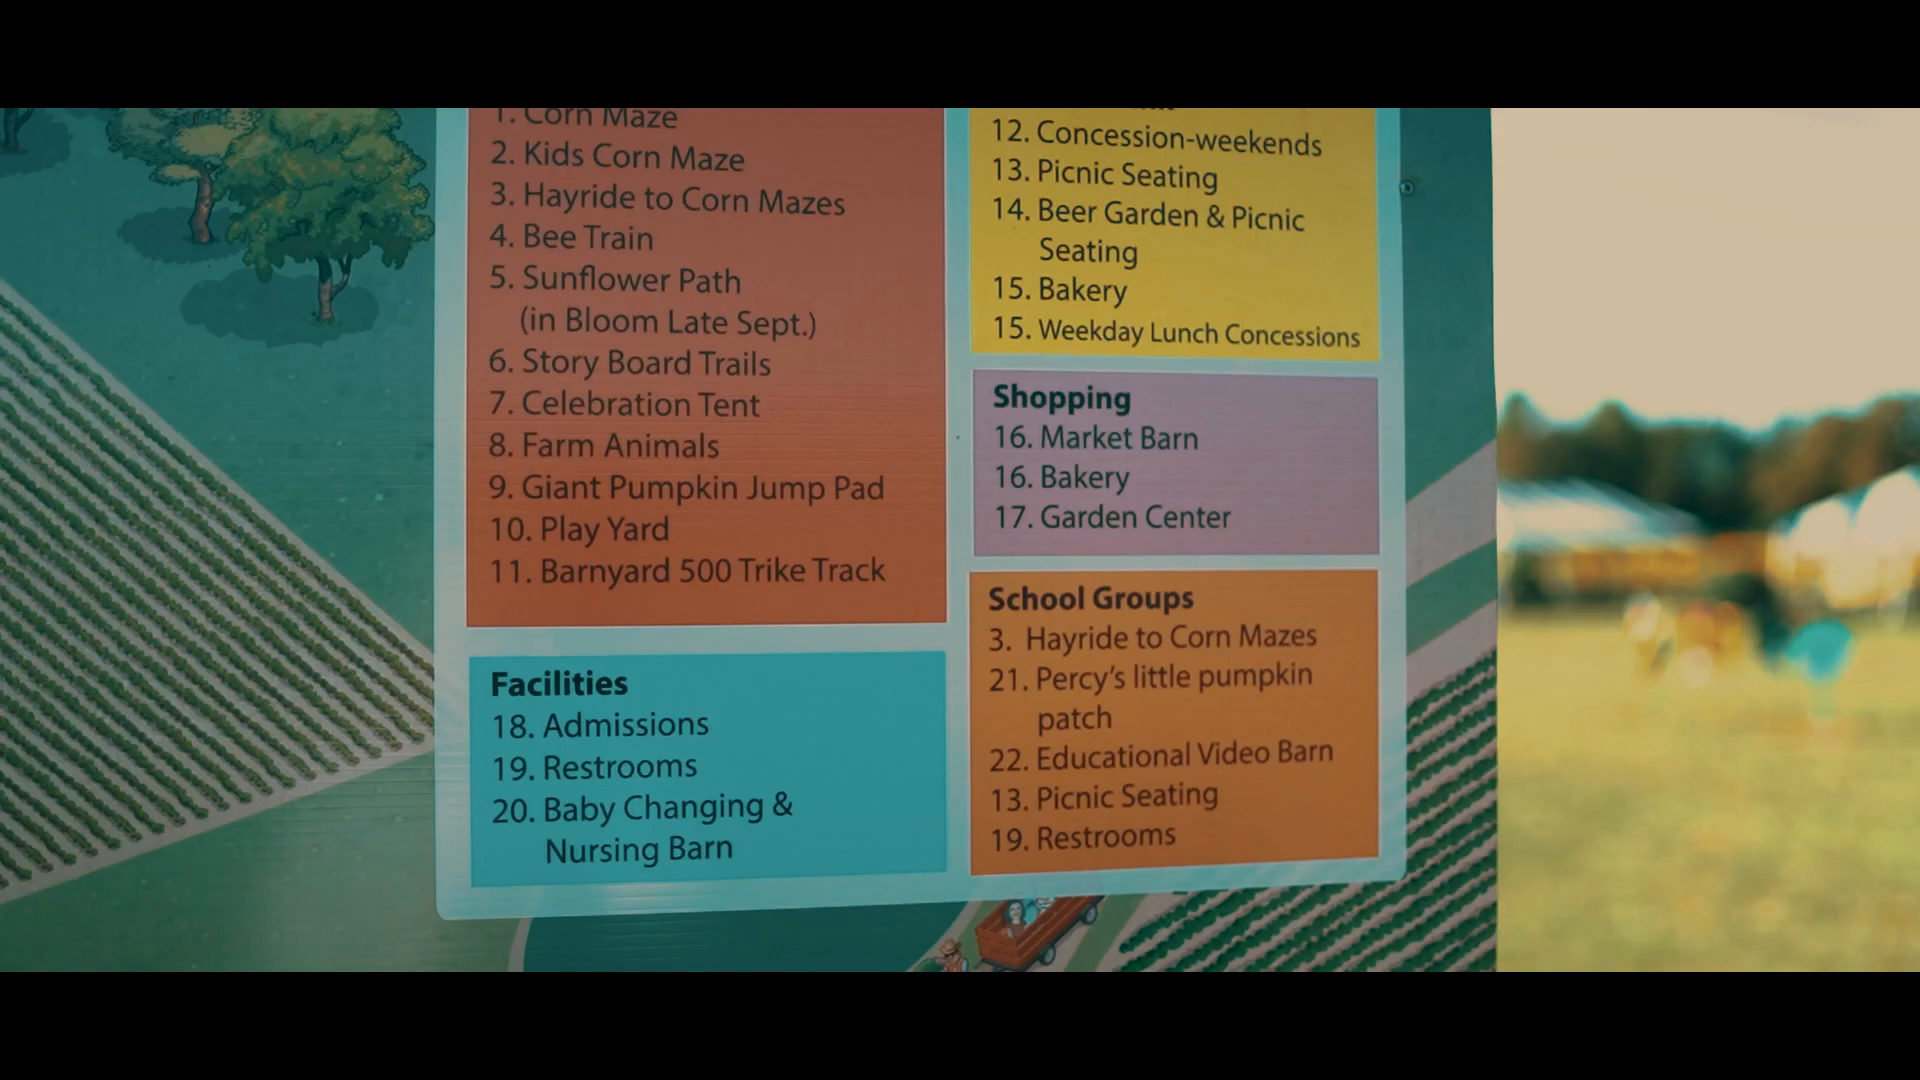 1. Corn Maze
2. Kids Corn Maze
3. Hayride to Corn Mazes
4. Bee Train
5. Sunflower Path
(in Bloom Late Sept.)
6. Story Board Trails
7. Celebration Tent
8. Farm Animals
9. Giant Pumpkin Jump Pad
10. Play Yard
11. Barnyard 500 Trike Track
Facilities
18. Admissions
19. Restrooms
20. Baby Changing &
Nursing Barn
12. Concession-weekends
13. Picnic Seating
14. Beer Garden & Picnic
Seating
15. Bakery
15. Weekday Lunch Concessions
Shopping
16. Market Barn
16. Bakery
17. Garden Center
School Groups
3. Hayride to Corn Mazes
21. Percy's little pumpkin
patch
22. Educational Video Barn
13. Picnic Seating
19. Restrooms